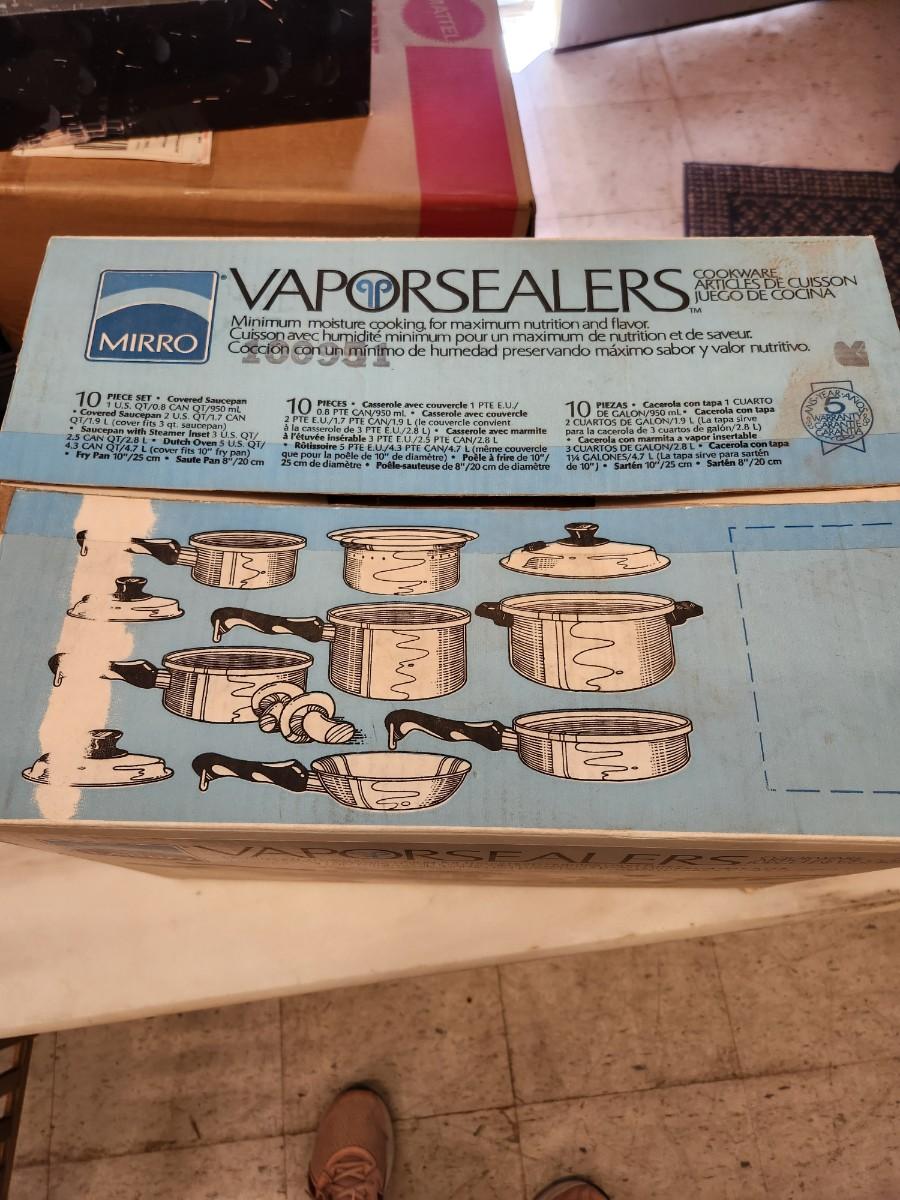 MATTEL
MIRRO
VAPORSEALERS™
COOKWARE
ARTICLES DE CUISSON
JUEGO DE COCINA
Minimum moisture cooking, for maximum nutrition and flavor.
Cuisson avec humidité minimum pour un maximum de nutrition et de saveur.
Cocción con un mínimo de humedad preservando máximo sabor y valor nutritivo.
10 PIECE SET • Covered Saucepan
1 U.S. QT/0.8 CAN QT/950 mL
• Covered Saucepan 2 U.S. QT/1.7 CAN
QT/1.9 L (cover fits 3 qt. saucepan)
• Saucepan with Steamer Inset 3 U.S. QT/
2.5 CAN QT/2.8 L • Dutch Oven 5 U.S. QT/
4.3 CAN QT/4.7 L (cover fits 10" fry pan)
• Fry Pan 10"/25 cm • Saute Pan 8"/20 cm
10 PIECES • Casserole avec couvercle 1 PTE E.U./
0.8 PTE CAN/950 mL • Casserole avec couvercle
2 PTE E.U./1.7 PTE CAN/1.9 L (le couvercle convient
à la casserole de 3 PTE E.U./2.8 L) • Casserole avec marmite
à l'étuvée insérable 3 PTE E.U./2.5 PTE CAN/2.8 L
• Rôtissoire 5 PTE E.U./4.3 PTE CAN/4.7 L (même couvercle
que pour la poêle de 10" de diamètre) • Poêle à frire de 10"/
25 cm de diamètre • Poêle-sauteuse de 8"/20 cm de diamètre
10 PIEZAS • Cacerola con tapa 1 CUARTO
DE GALON/950 mL • Cacerola con tapa
2 CUARTOS DE GALON/1.9 L (La tapa sirve
para la cacerola de 3 cuartos de galón/2.8 L)
• Cacerola con marmita a vapor insertable
3 CUARTOS DE GALON/2.8 L • Cacerola con tapa
1¼ GALONES/4.7 L (La tapa sirve para sartén
de 10") • Sartén 10"/25 cm • Sartén 8"/20 cm
ANS•YEAR•AÑOS
5
WARRANTY
GARANTIE
GARANTIA
VAPORSEALERS